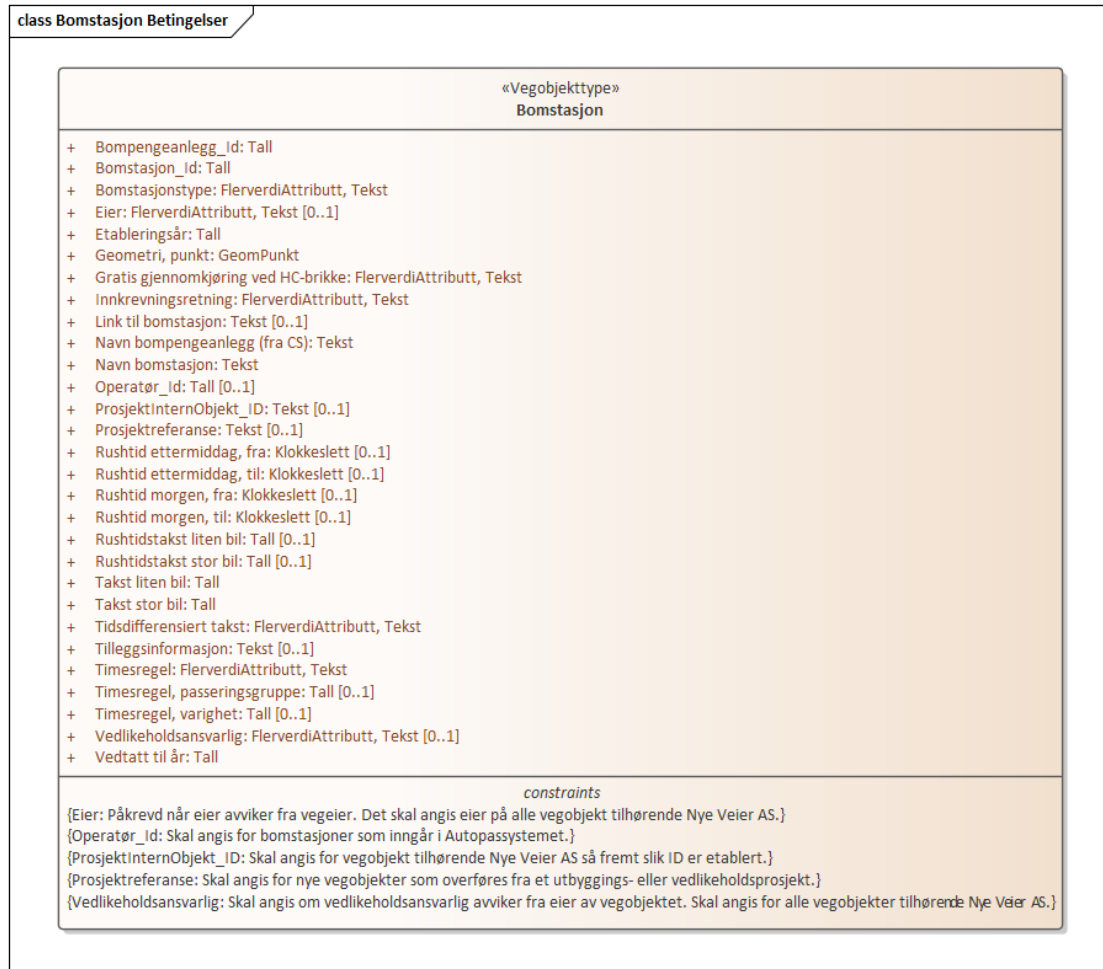 class Bomstasjon Betingelser
«Vegobjekttype»
Bomstasjon
+ Bompengeanlegg_Id: Tall
+ Bomstasjon_Id: Tall
+ Bomstasjonstype: FlerverdiAttributt, Tekst
+ Eier: FlerverdiAttributt, Tekst [0..1]
+ Etableringsår: Tall
+ Geometri, punkt: GeomPunkt
+ Gratis gjennomkjøring ved HC-brikke: FlerverdiAttributt, Tekst
+ Innkrevningsretning: FlerverdiAttributt, Tekst
+ Link til bomstasjon: Tekst [0..1]
+ Navn bompengeanlegg (fra CS): Tekst
+ Navn bomstasjon: Tekst
+ Operatør_Id: Tall [0..1]
+ ProsjektInternObjekt_ID: Tekst [0..1]
+ Prosjektreferanse: Tekst [0..1]
+ Rushtid ettermiddag, fra: Klokkeslett [0..1]
+ Rushtid ettermiddag, til: Klokkeslett [0..1]
+ Rushtid morgen, fra: Klokkeslett [0..1]
+ Rushtid morgen, til: Klokkeslett [0..1]
+ Rushtidstakst liten bil: Tall [0..1]
+ Rushtidstakst stor bil: Tall [0..1]
+ Takst liten bil: Tall
+ Takst stor bil: Tall
+ Tidsdifferensiert takst: FlerverdiAttributt, Tekst
+ Tilleggsinformasjon: Tekst [0..1]
+ Timesregel: FlerverdiAttributt, Tekst
+ Timesregel, passeringsgruppe: Tall [0..1]
+ Timesregel, varighet: Tall [0..1]
+ Vedlikeholdsansvarlig: FlerverdiAttributt, Tekst [0..1]
+ Vedtatt til år: Tall
constraints
{Eier: Påkrevd når eier avviker fra vegeier. Det skal angis eier på alle vegobjekt tilhørende Nye Veier AS.}
{Operatør_Id: Skal angis for bomstasjoner som inngår i Autopassystemet.}
{ProsjektInternObjekt_ID: Skal angis for vegobjekt tilhørende Nye Veier AS så fremt slik ID er etablert.}
{Prosjektreferanse: Skal angis for nye vegobjekter som overføres fra et utbyggings- eller vedlikeholdsprosjekt.}
{Vedlikeholdsansvarlig: Skal angis om vedlikeholdsansvarlig avviker fra eier av vegobjektet. Skal angis for alle vegobjekter tilhørende Nye Veier AS.}